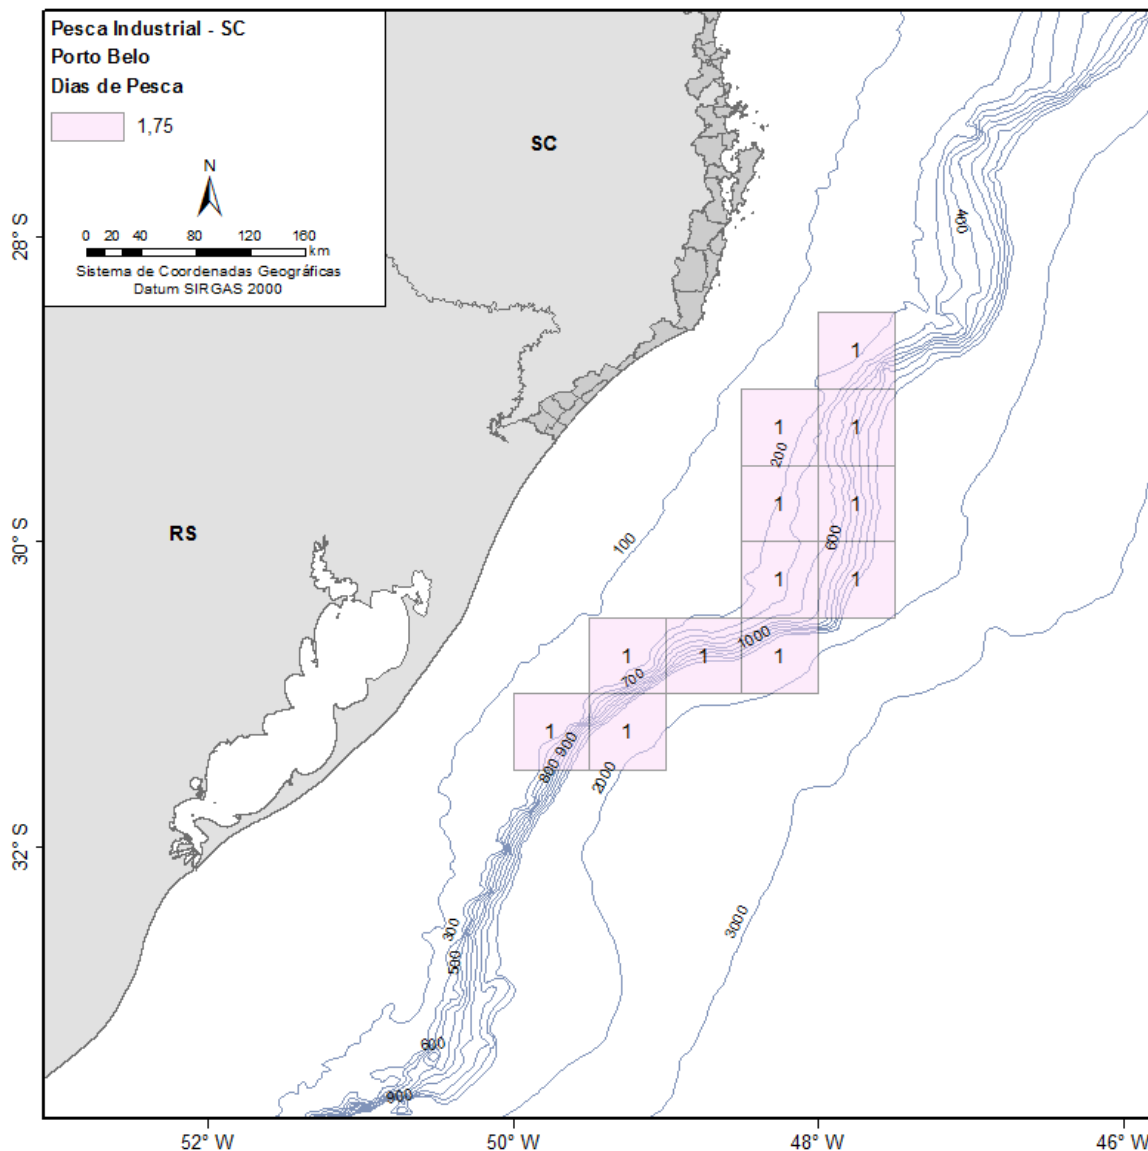 Pesca Industrial - SC
Porto Belo
Dias de Pesca
1,75
N
0 20 40 80 120 160
km
Sistema de Coordenadas Geográficas
Datum SIRGAS 2000
SC
RS
28° S
30° S
32° S
400
1
1
1
200
1
1
600
100
1
1
1000
1
1
1
700
1
1
900
800
2000
300
500
3000
600
900
52° W
50° W
48° W
46° W